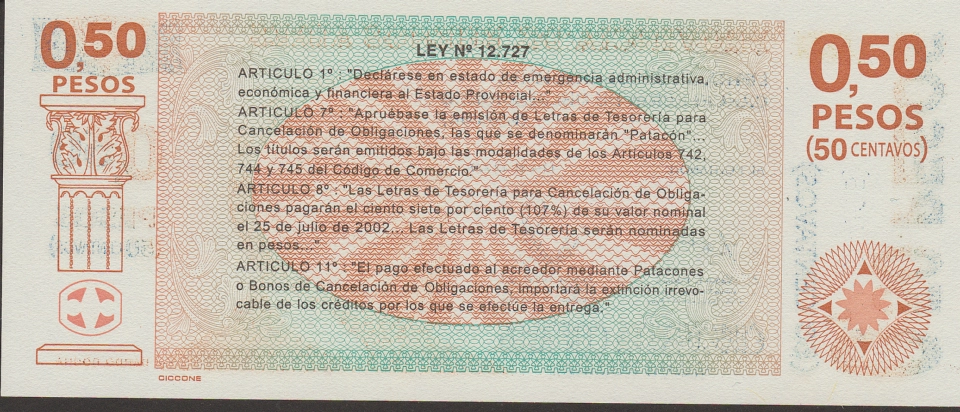 0,50
PESOS
LEY Nº 12.727
ARTICULO 1º : "Declárese en estado de emergencia administrativa,
económica y financiera al Estado Provincial..."
ARTICULO 7º : "Apruébase la emisión de Letras de Tesorería para
Cancelación de Obligaciones, las que se denominarán "Patacón"...
Los títulos serán emitidos bajo las modalidades de los Artículos 742,
744 y 745 del Código de Comercio."
ARTICULO 8º : "Las Letras de Tesorería para Cancelación de Obliga-
ciones pagarán el ciento siete por ciento (107%) de su valor nominal
el 25 de julio de 2002... Las Letras de Tesorería serán nominadas
en pesos..."
ARTICULO 11º : "El pago efectuado al acreedor mediante Patacones
o Bonos de Cancelación de Obligaciones, importará la extinción irrevo-
cable de los créditos por los que se efectúe la entrega."
CICCONE
0,50
PESOS
(50 CENTAVOS)